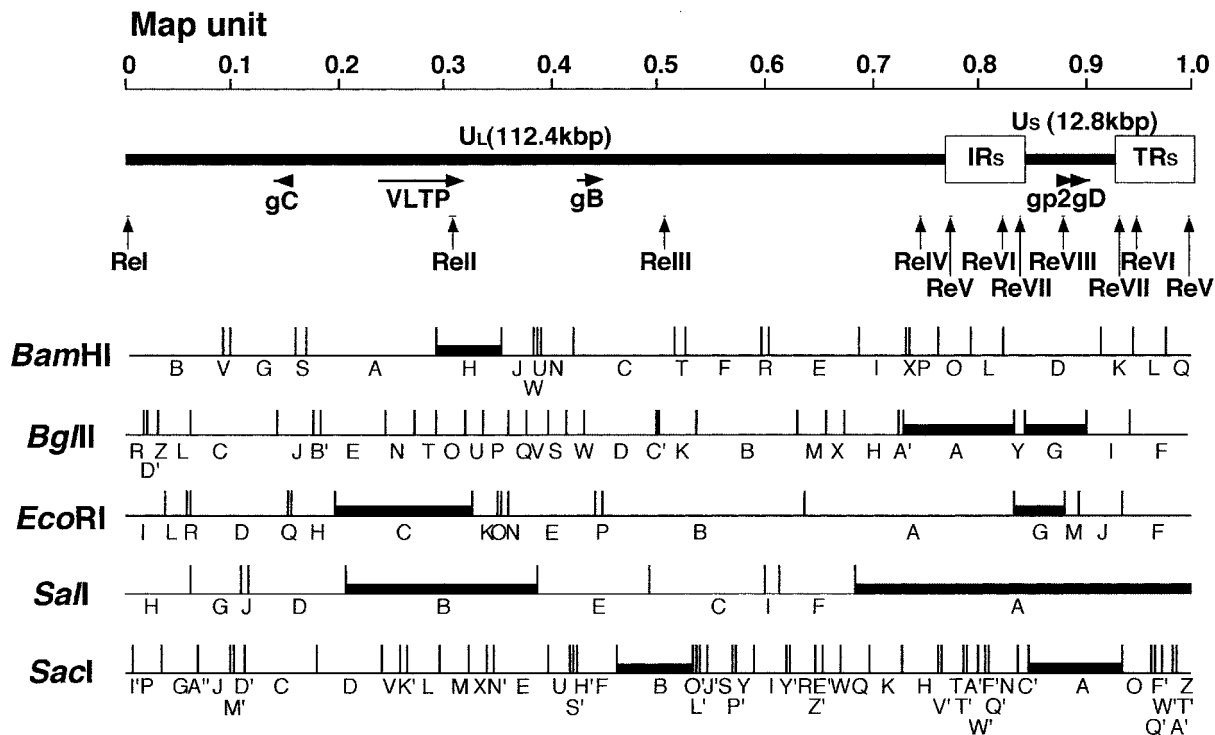 Map unit
0 0.1 0.2 0.3 0.4 0.5 0.6 0.7 0.8 0.9 1.0
UL(112.4kbp) Us (12.8kbp)
IRs TRs
gC VLTP gB gp2gD
ReI ReII ReIII ReIV ReVI ReVIII ReVI
ReV ReVII ReVII ReV
BamHI
B V G S A H J U N C T F R E I X P O L D K L Q
W
BglII
R Z L C J B' E N T O U P Q V S W D C' K B M X H A' A Y G I F
D'
EcoRI
I L R D Q H C K O N E P B A G M J F
SalI
H G J D B E C I F A
SacI
I' P G A'' J D' C D V K' L M X N' E U H' F B O' J' S Y I Y' R E' W Q K H T A' F' N C' A O F' Z
M' S' L' P' Z' V' T' Q' W' T'
W' Q' A'